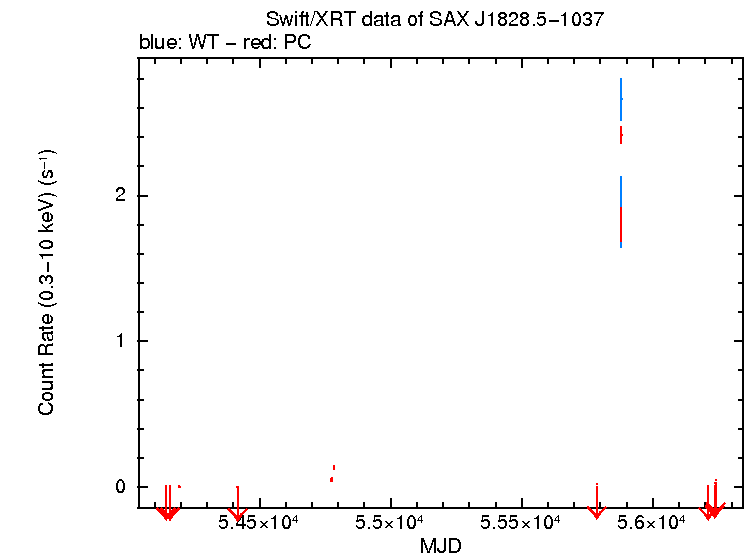 Swift/XRT data of SAX J1828.5−1037
blue: WT − red: PC
Count Rate (0.3−10 keV) (s⁻¹)
2
1
0
5.45×10⁴ 5.5×10⁴ 5.55×10⁴ 5.6×10⁴
MJD